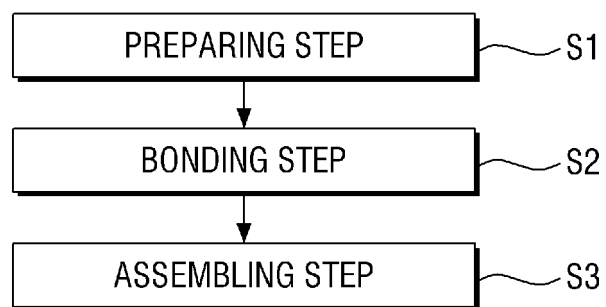 PREPARING STEP S1
BONDING STEP S2
ASSEMBLING STEP S3